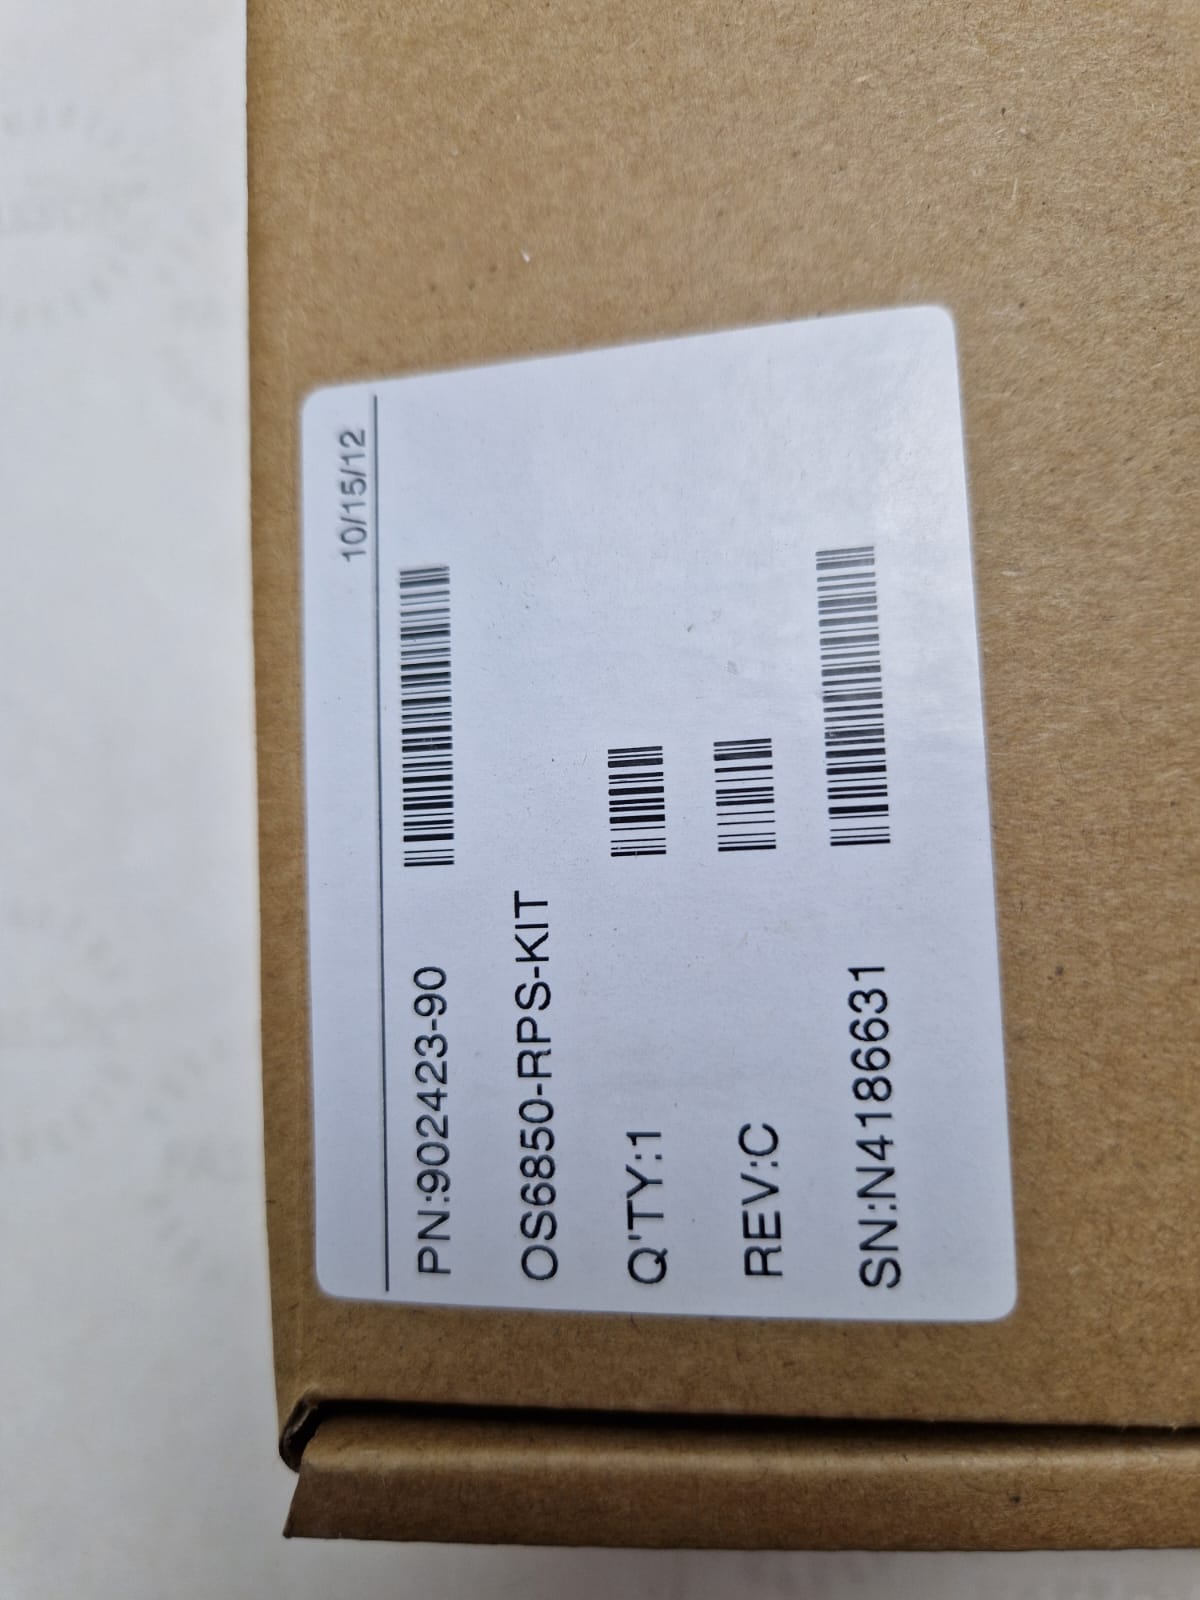 10/15/12
PN:902423-90
OS6850-RPS-KIT
Q'TY:1
REV:C
SN:N4186631